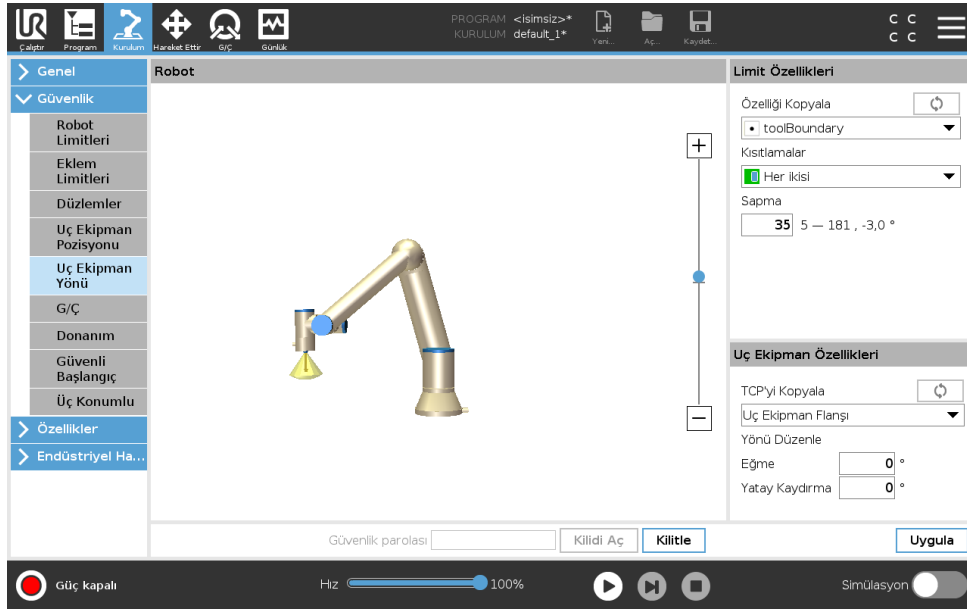 UR
Çalıştır
Program
Kurulum
Hareket Ettir
G/Ç
Günlük
PROGRAM <isimsiz>*
KURULUM default_1*
Yeni...
Aç...
Kaydet...
C C
C C
Genel
Güvenlik
Robot
Limitleri
Eklem
Limitleri
Düzlemler
Uç Ekipman
Pozisyonu
Uç Ekipman
Yönü
G/Ç
Donanım
Güvenli
Başlangıç
Üç Konumlu
Özellikler
Endüstriyel Ha...
Robot
+
−
Limit Özellikleri
Özelliği Kopyala
toolBoundary
Kısıtlamalar
Her ikisi
Sapma
35 5 — 181 , -3,0 °
Uç Ekipman Özellikleri
TCP'yi Kopyala
Uç Ekipman Flanşı
Yönü Düzenle
Eğme 0 °
Yatay Kaydırma 0 °
Güvenlik parolası
Kilidi Aç
Kilitle
Uygula
Güç kapalı
Hız 100%
Simülasyon